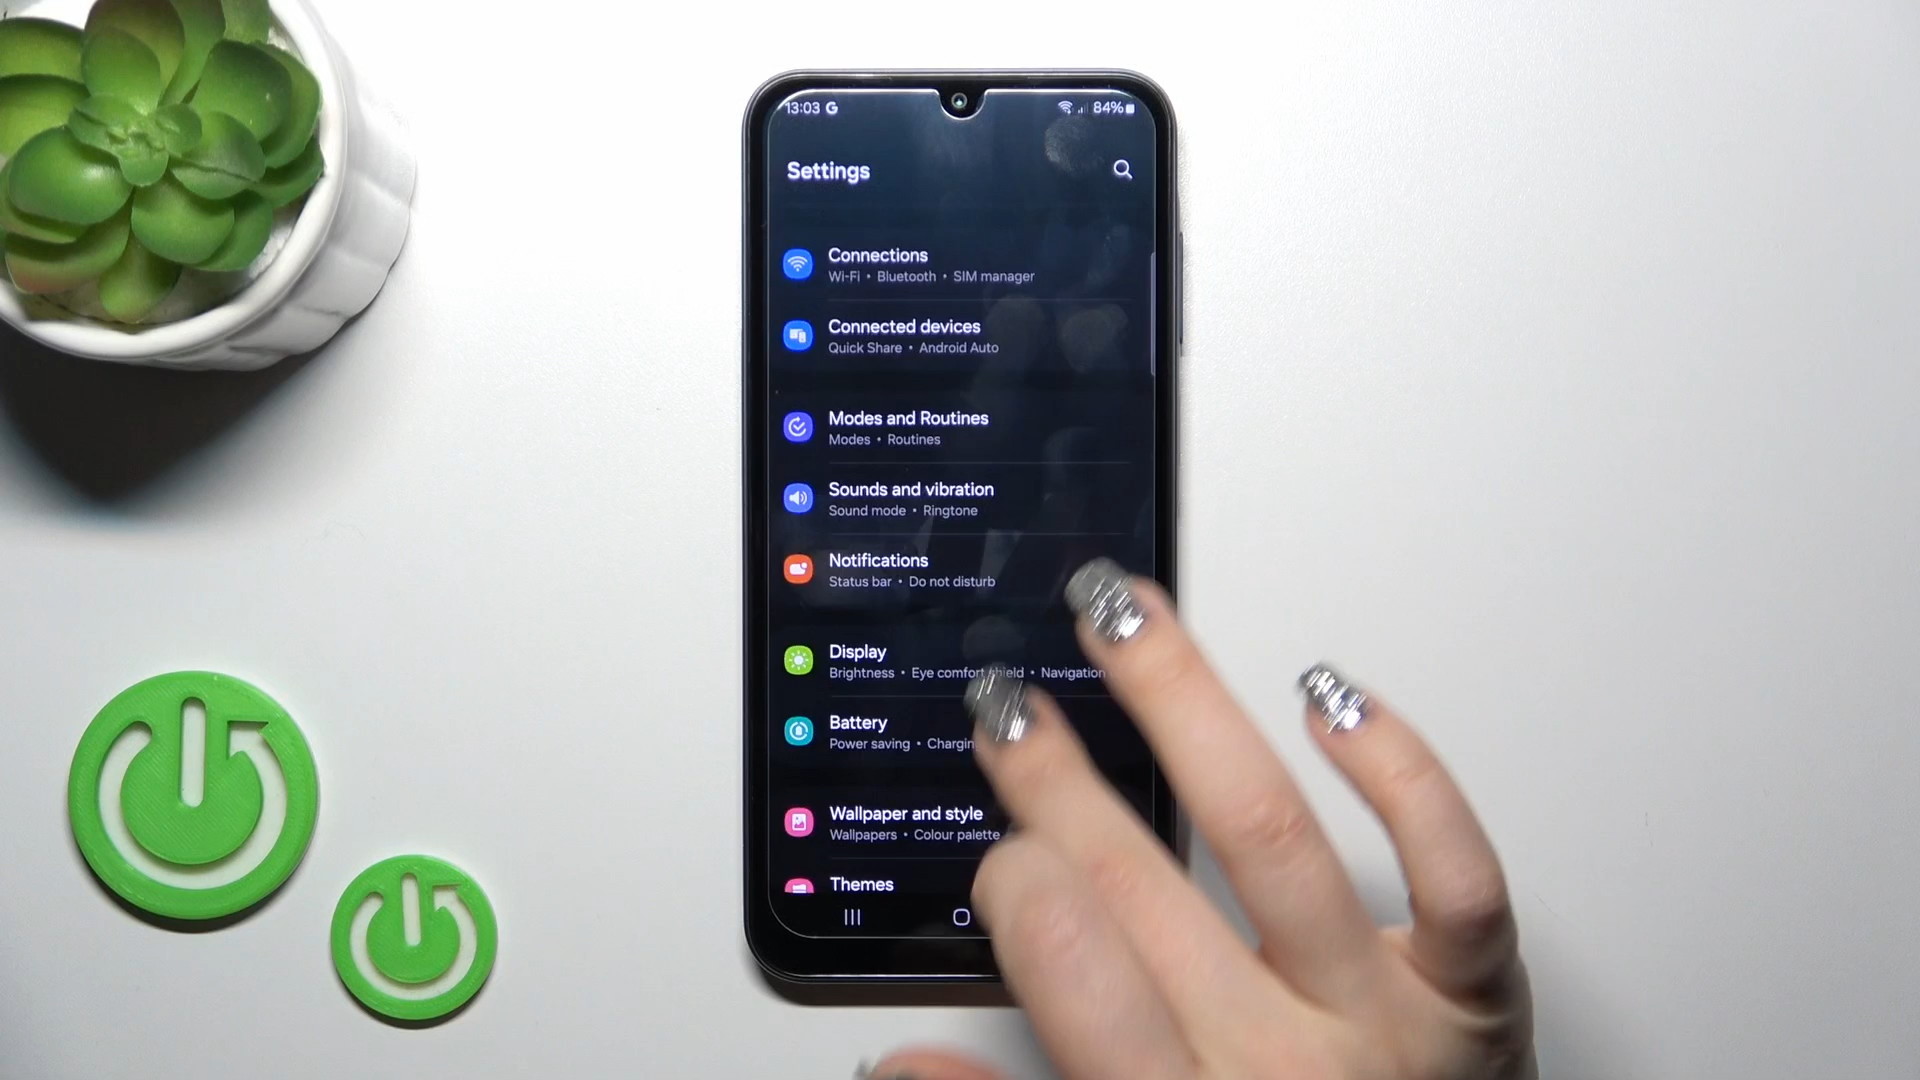 13:03 G 84%
Settings
Connections
Wi-Fi • Bluetooth • SIM manager
Connected devices
Quick Share • Android Auto
Modes and Routines
Modes • Routines
Sounds and vibration
Sound mode • Ringtone
Notifications
Status bar • Do not disturb
Display
Brightness • Eye comfort shield • Navigation
Battery
Power saving •
Wallpaper and style
Wallpapers • Colour palette
Themes